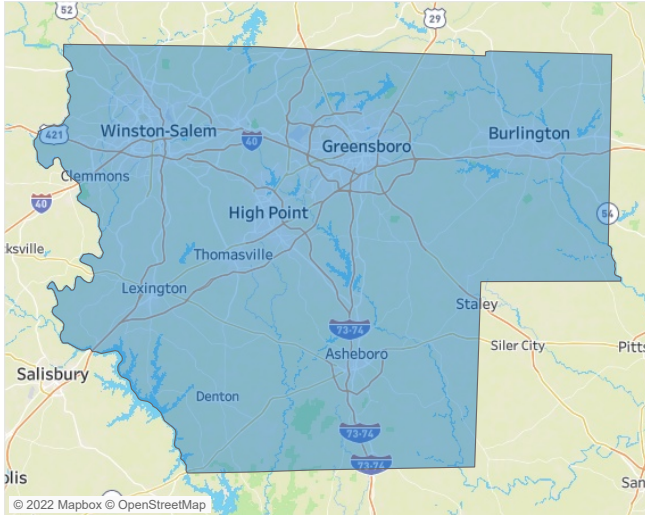 52
29
421
Winston-Salem
40
Greensboro
Burlington
Clemmons
40
High Point
54
cksville
Thomasville
Lexington
Staley
73-74
Siler City
Pitts
Asheboro
Salisbury
Denton
73-74
73-74
olis
San
© 2022 Mapbox © OpenStreetMap